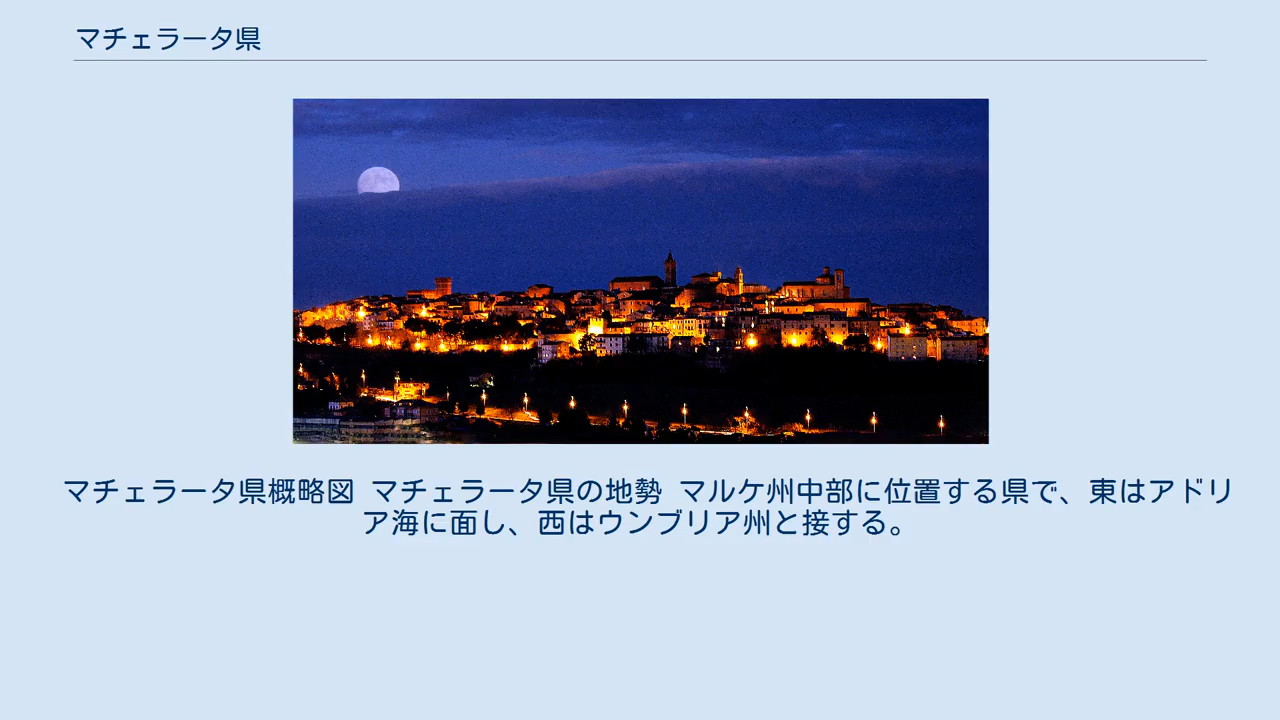 マチェラータ県
マチェラータ県概略図 マチェラータ県の地勢 マルケ州中部に位置する県で、東はアドリ
ア海に面し、西はウンブリア州と接する。